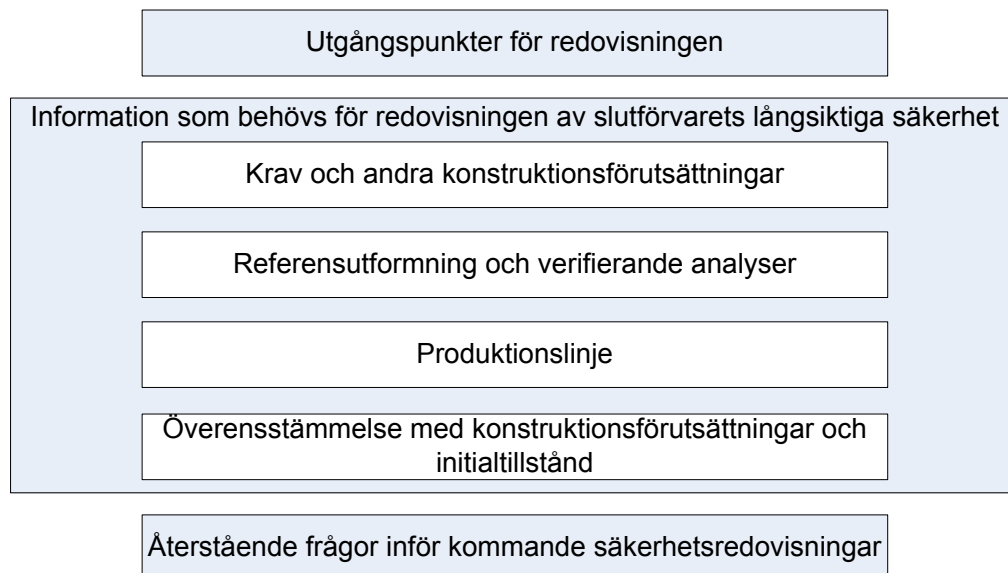 Utgångspunkter för redovisningen
Information som behövs för redovisningen av slutförvarets långsiktiga säkerhet
Krav och andra konstruktionsförutsättningar
Referensutformning och verifierande analyser
Produktionslinje
Överensstämmelse med konstruktionsförutsättningar och
initialtillstånd
Återstående frågor inför kommande säkerhetsredovisningar